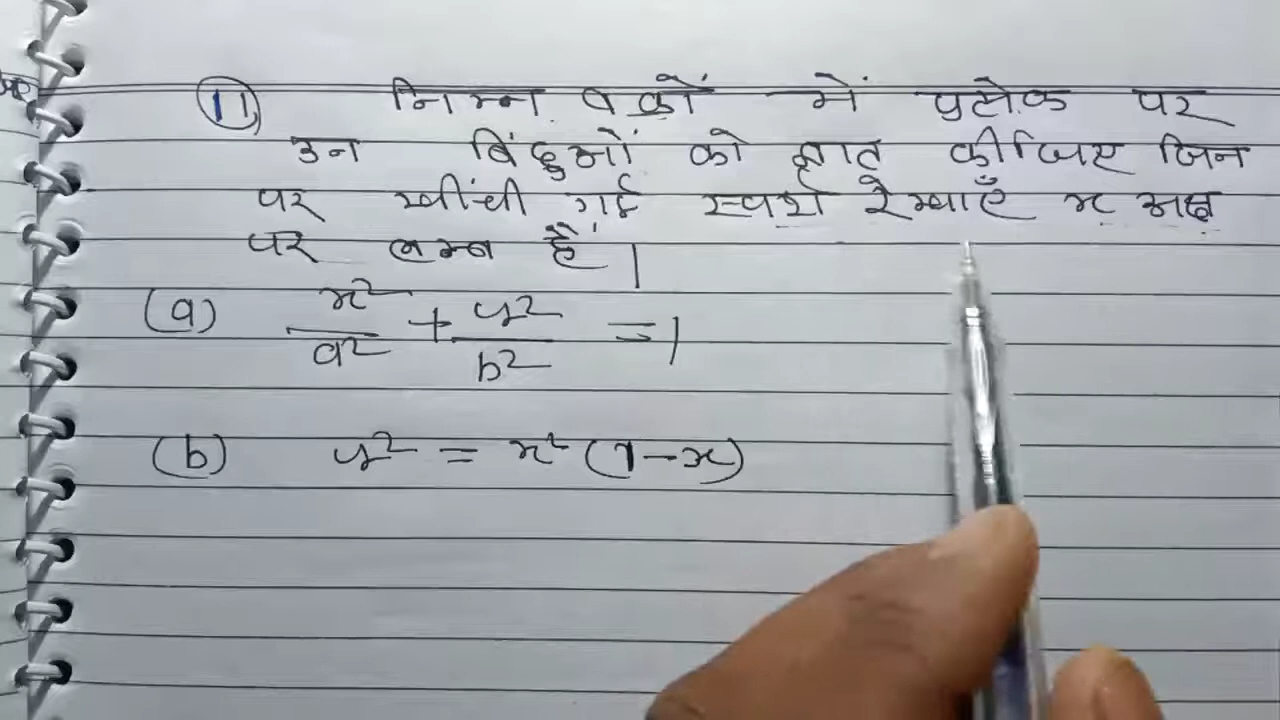 11 निम्न वक्रों में प्रत्येक पर
उन बिंदुओं को ज्ञात कीजिए जिन
पर खींची गई स्पर्श रेखाएँ x अक्ष
पर लम्ब हैं।
(a) x²/a² + y²/b² = 1
(b) y² = x² (1-x)